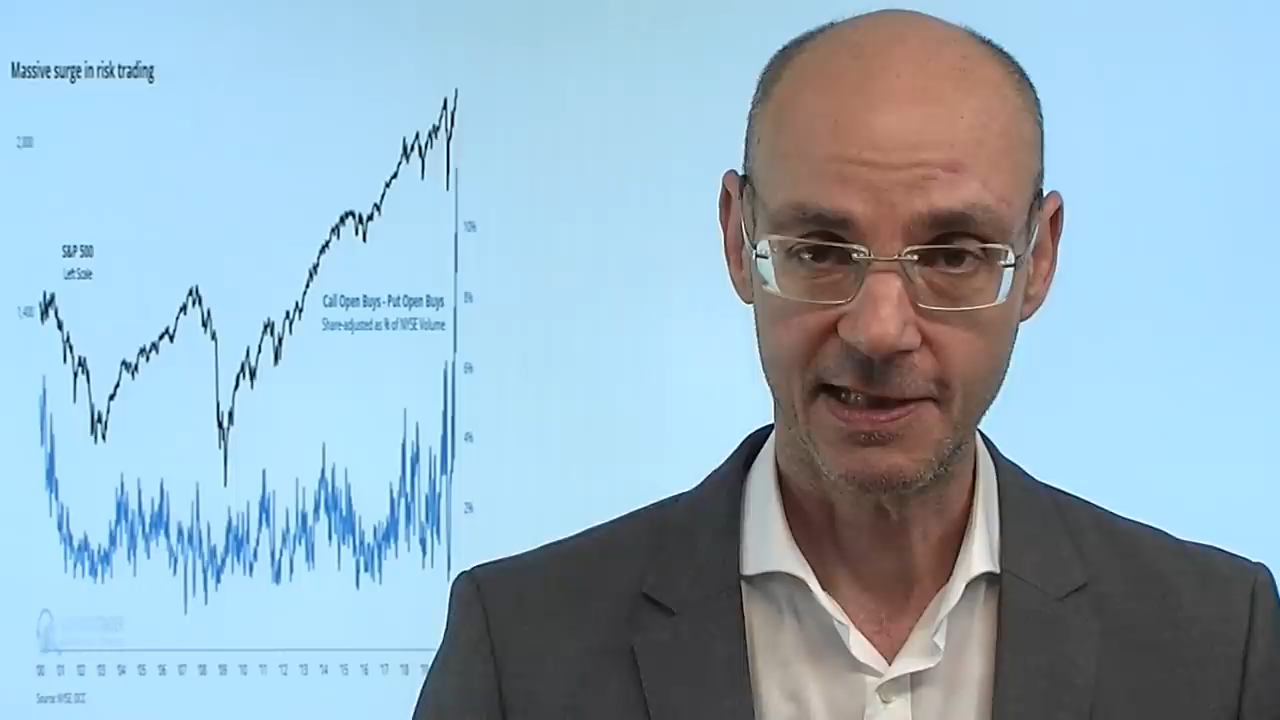 Massive surge in risk trading
2,000
S&P 500
Left Scale
10%
8%
Call Open Buys - Put Open Buys
Share-adjusted as % of NYSE Volume
1,400
6%
4%
2%
'00 '01 '02 '03 '04 '05 '06 '07 '08 '09 '10 '11 '12 '13 '14 '15 '16 '17 '18
Source: NYSE, OCC